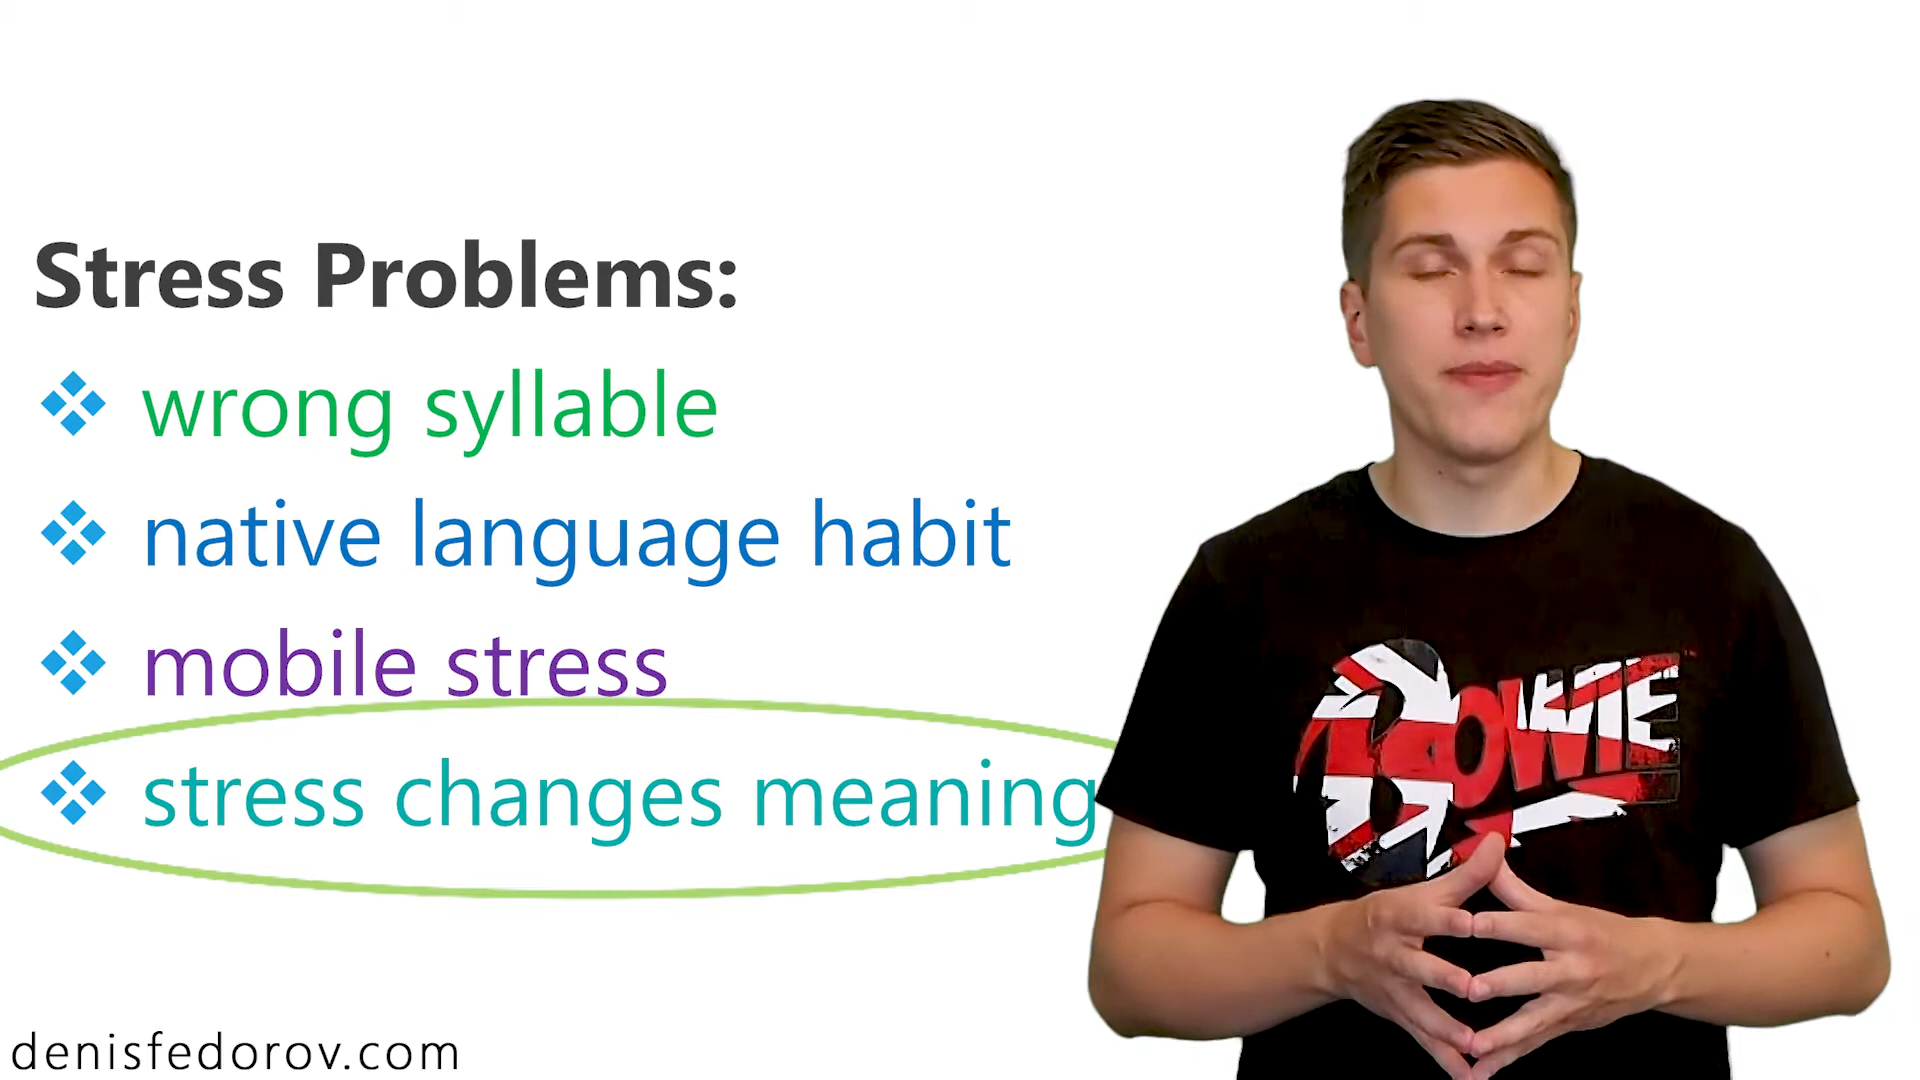 Stress Problems:
wrong syllable
native language habit
mobile stress
stress changes meaning
BOWIE
denisfedorov.com